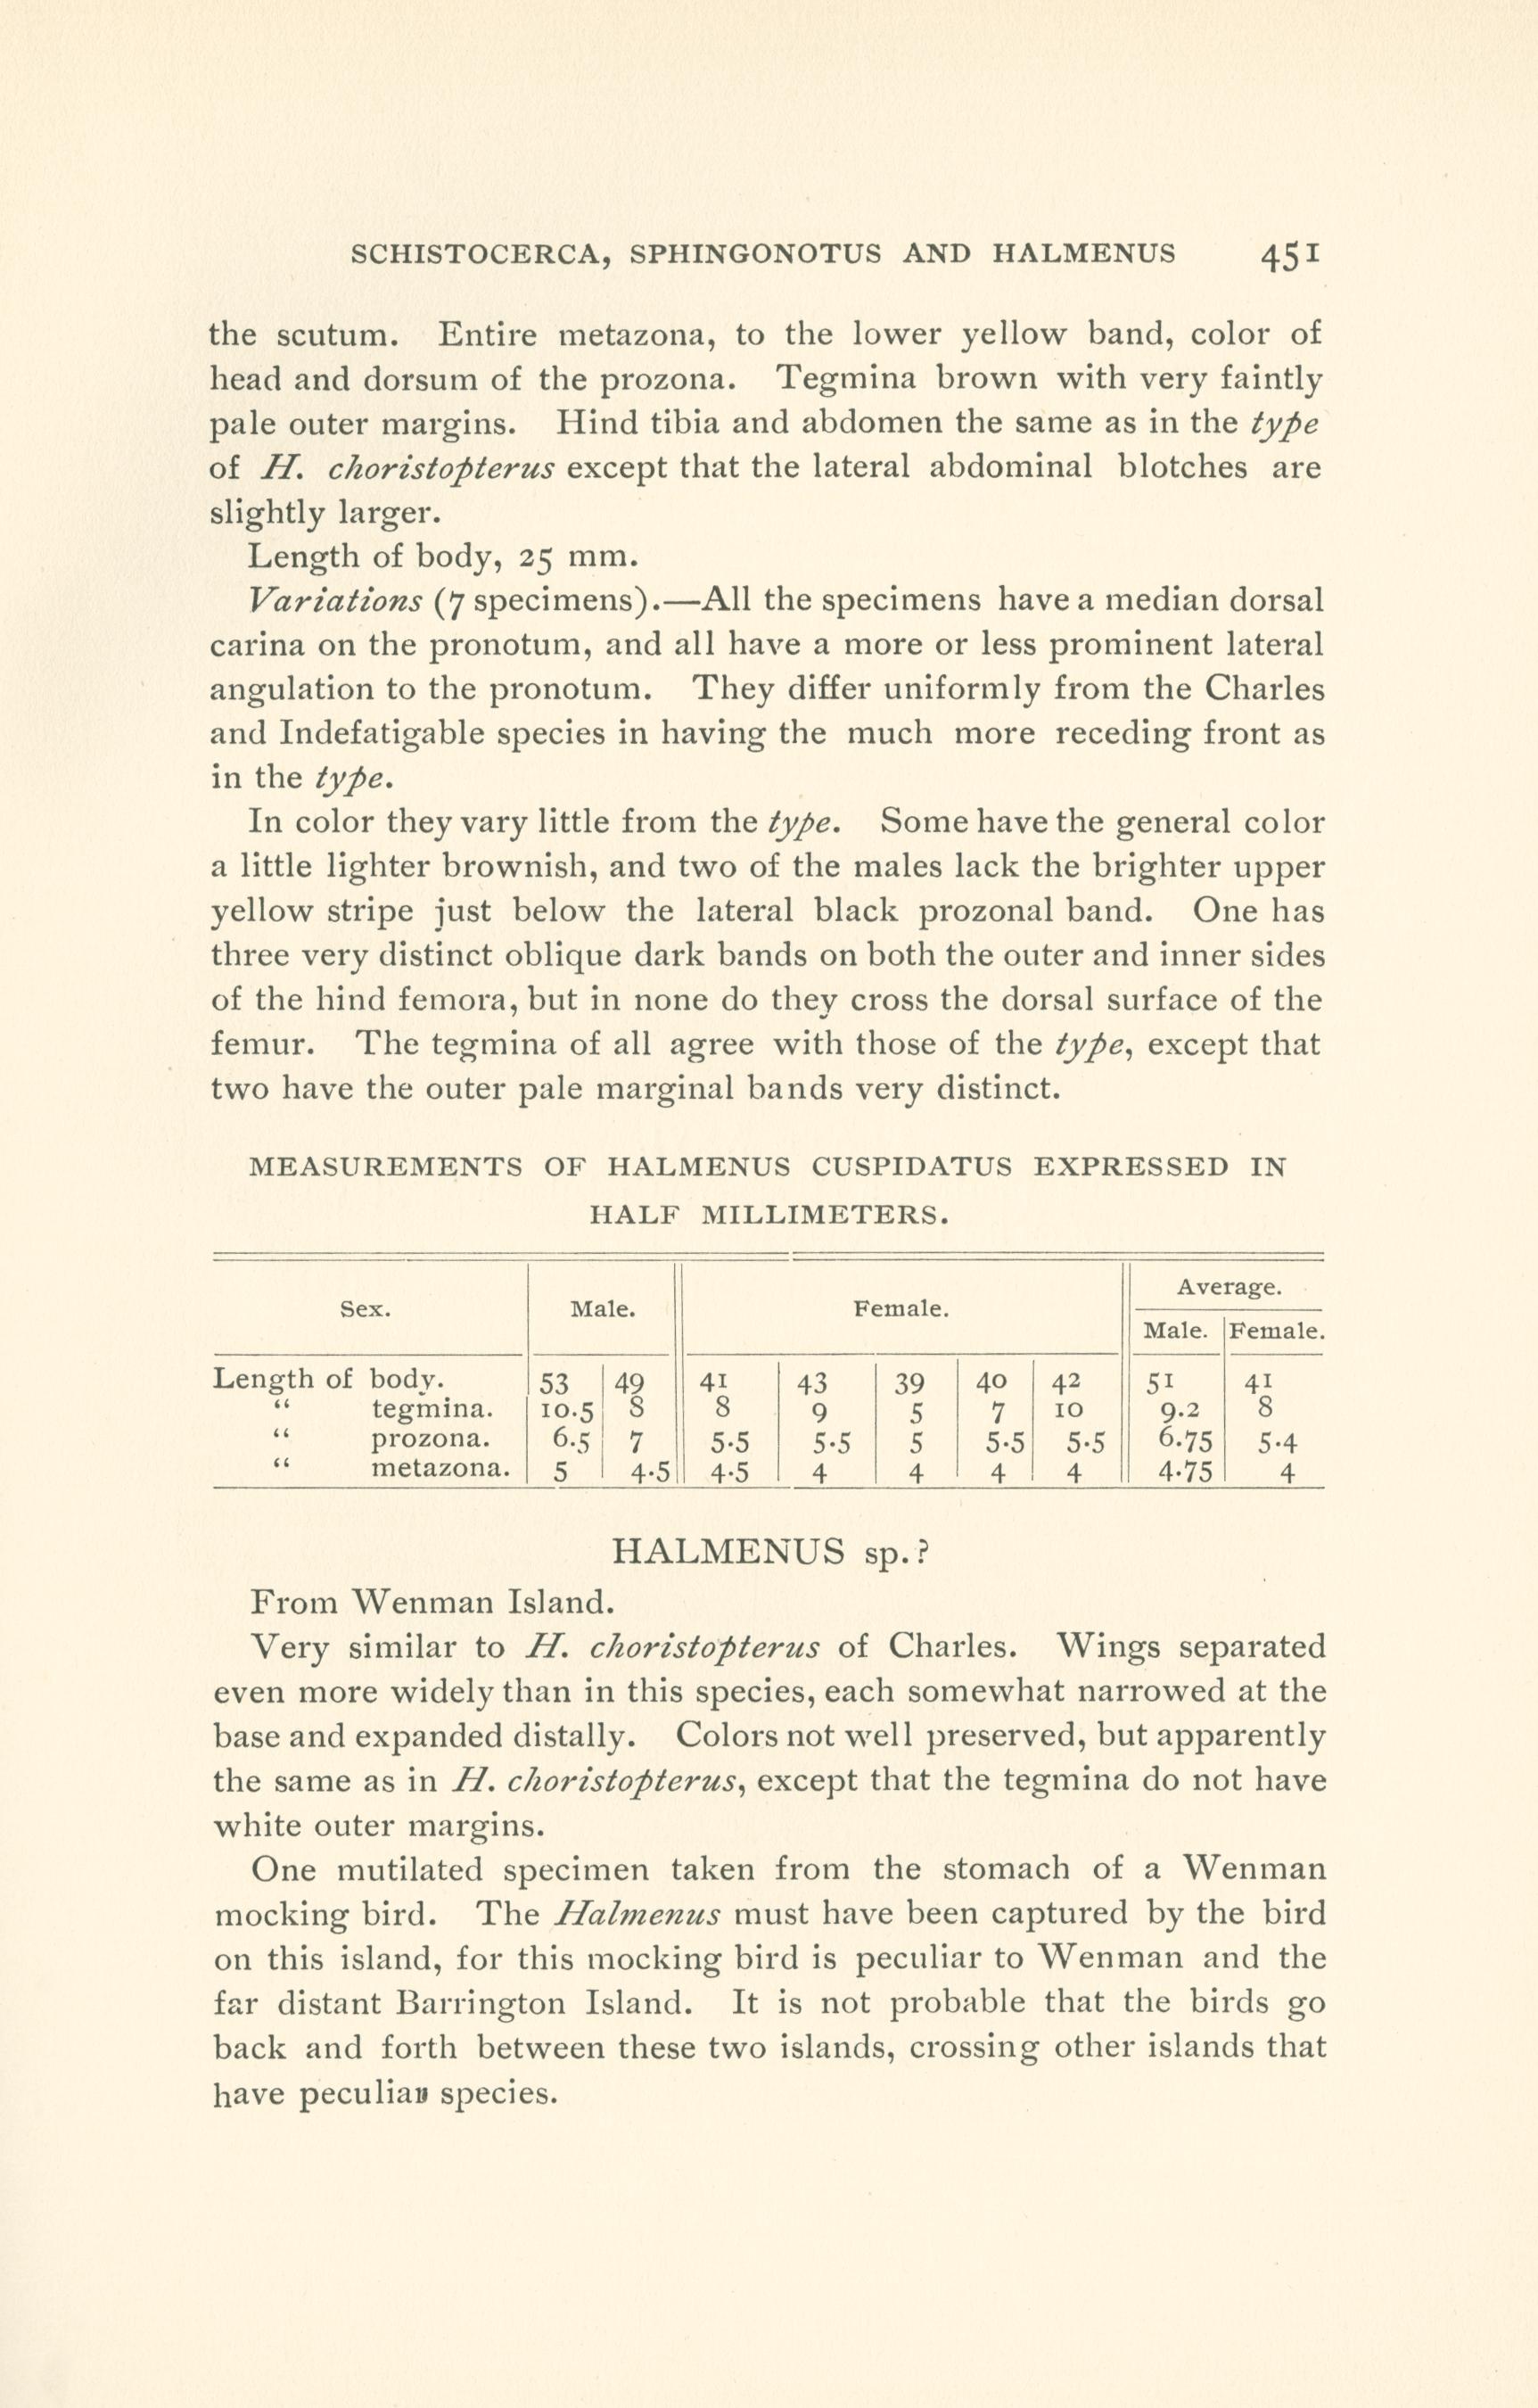 SCHISTOCERCA, SPHINGONOTUS AND HALMENUS 451
the scutum. Entire metazona, to the lower yellow band, color of
head and dorsum of the prozona. Tegmina brown with very faintly
pale outer margins. Hind tibia and abdomen the same as in the type
of H. choristopterus except that the lateral abdominal blotches are
slightly larger.
Length of body, 25 mm.
Variations (7 specimens).—All the specimens have a median dorsal
carina on the pronotum, and all have a more or less prominent lateral
angulation to the pronotum. They differ uniformly from the Charles
and Indefatigable species in having the much more receding front as
in the type.
In color they vary little from the type. Some have the general color
a little lighter brownish, and two of the males lack the brighter upper
yellow stripe just below the lateral black prozonal band. One has
three very distinct oblique dark bands on both the outer and inner sides
of the hind femora, but in none do they cross the dorsal surface of the
femur. The tegmina of all agree with those of the type, except that
two have the outer pale marginal bands very distinct.
MEASUREMENTS OF HALMENUS CUSPIDATUS EXPRESSED IN
HALF MILLIMETERS.
Sex. Male. Female. Average.
Male. Female.
Length of body. 53 49 41 43 39 40 42 51 41
“ tegmina. 10.5 8 8 9 5 7 10 9.2 8
“ prozona. 6.5 7 5.5 5.5 5 5.5 5.5 6.75 5.4
“ metazona. 5 4.5 4.5 4 4 4 4 4.75 4
HALMENUS sp.?
From Wenman Island.
Very similar to H. choristopterus of Charles. Wings separated
even more widely than in this species, each somewhat narrowed at the
base and expanded distally. Colors not well preserved, but apparently
the same as in H. choristopterus, except that the tegmina do not have
white outer margins.
One mutilated specimen taken from the stomach of a Wenman
mocking bird. The Halmenus must have been captured by the bird
on this island, for this mocking bird is peculiar to Wenman and the
far distant Barrington Island. It is not probable that the birds go
back and forth between these two islands, crossing other islands that
have peculiar species.